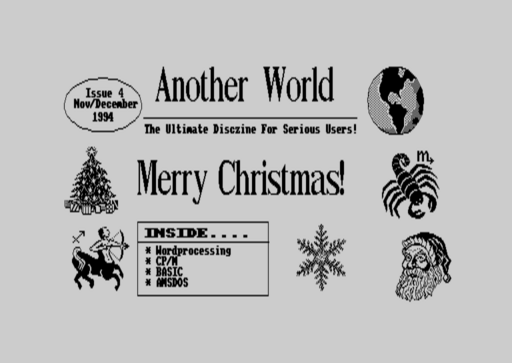 Issue 4
Nov/December
1994
Another World
The Ultimate Disczine For Serious Users!
Merry Christmas!
INSIDE....
* Wordprocessing
* CP/M
* BASIC
* AMSDOS